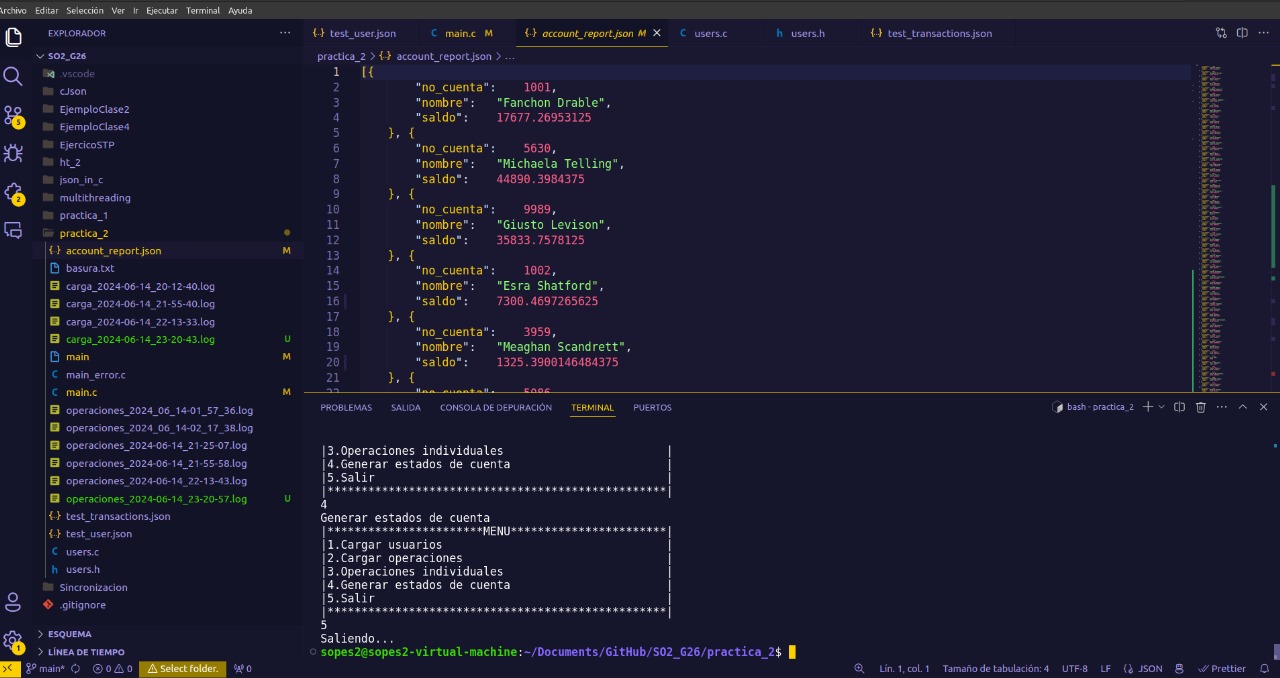 Archivo Editar Selección Ver Ir Ejecutar Terminal Ayuda
EXPLORADOR ...
test_user.json
main.c M
account_report.json M
users.c
users.h
test_transactions.json
SO2_G26
.vscode
cJson
EjemploClase2
EjemploClase4
EjercicoSTP
ht_2
json_in_c
multithreading
practica_1
practica_2
account_report.json M
basura.txt
carga_2024-06-14_20-12-40.log
carga_2024-06-14_21-55-40.log
carga_2024-06-14_22-13-33.log
carga_2024-06-14_23-20-43.log U
main M
main_error.c
main.c M
operaciones_2024_06_14-01_57_36.log
operaciones_2024_06_14-02_17_38.log
operaciones_2024-06-14_21-25-07.log
operaciones_2024-06-14_21-55-58.log
operaciones_2024-06-14_22-13-43.log
operaciones_2024-06-14_23-20-57.log U
test_transactions.json
test_user.json
users.c
users.h
Sincronizacion
.gitignore
ESQUEMA
LÍNEA DE TIEMPO
5
2
1
practica_2 > {..} account_report.json > ...
1 [{
2 "no_cuenta": 1001,
3 "nombre": "Fanchon Drable",
4 "saldo": 17677.26953125
5 }, {
6 "no_cuenta": 5630,
7 "nombre": "Michaela Telling",
8 "saldo": 44890.3984375
9 }, {
10 "no_cuenta": 9989,
11 "nombre": "Giusto Levison",
12 "saldo": 35833.7578125
13 }, {
14 "no_cuenta": 1002,
15 "nombre": "Esra Shatford",
16 "saldo": 7300.4697265625
17 }, {
18 "no_cuenta": 3959,
19 "nombre": "Meaghan Scandrett",
20 "saldo": 1325.3900146484375
21 }, {
22 "no_cuenta": 5086
PROBLEMAS SALIDA CONSOLA DE DEPURACIÓN TERMINAL PUERTOS
bash - practica_2
|3.Operaciones individuales |
|4.Generar estados de cuenta |
|5.Salir |
|**************************************************|
4
Generar estados de cuenta
|***********************MENU***********************|
|1.Cargar usuarios |
|2.Cargar operaciones |
|3.Operaciones individuales |
|4.Generar estados de cuenta |
|5.Salir |
|**************************************************|
5
Saliendo...
sopes2@sopes2-virtual-machine:~/Documents/GitHub/SO2_G26/practica_2$
main* 0 0 Select folder. 0 Lín. 1, col. 1 Tamaño de tabulación: 4 UTF-8 LF JSON Prettier